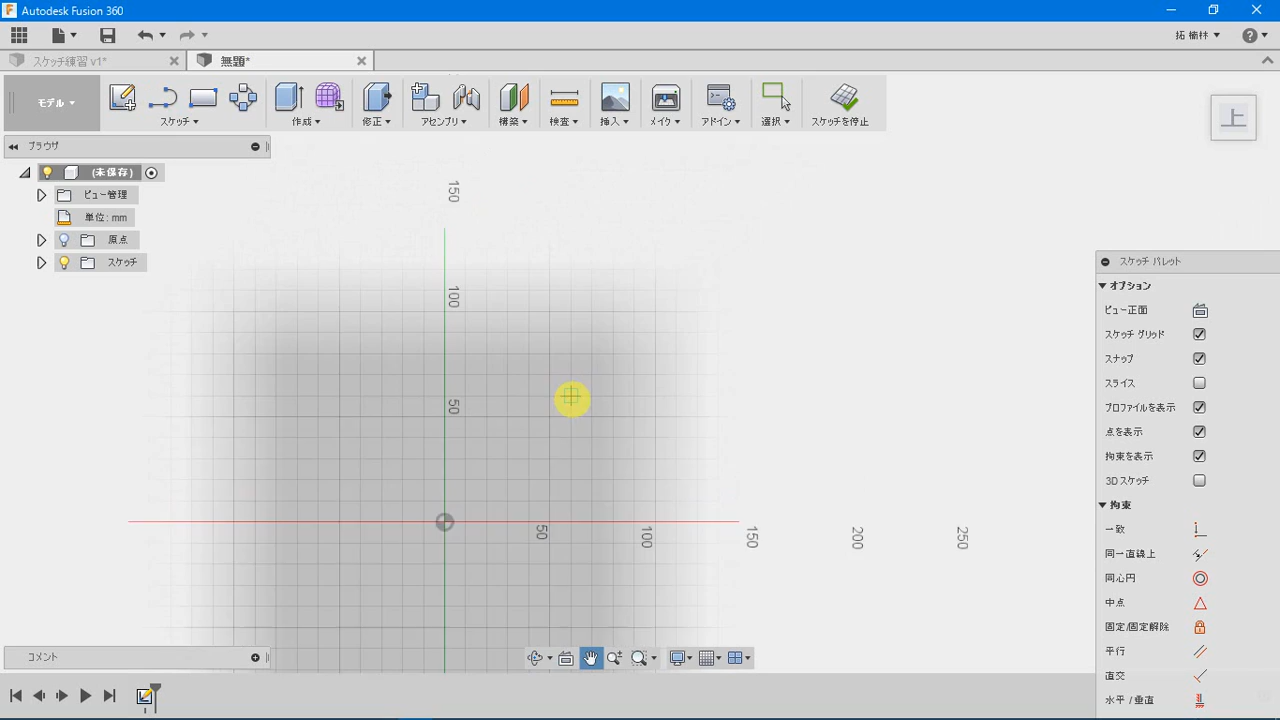 Autodesk Fusion 360
拓 楡林
スケッチ練習 v1*
無題*
モデル
スケッチ
作成
修正
アセンブリ
構築
検査
挿入
メイク
アドイン
選択
スケッチを停止
上
ブラウザ
(未保存)
ビュー管理
単位: mm
原点
スケッチ
150
100
50
50
100
150
200
250
スケッチ パレット
オプション
ビュー正面
スケッチ グリッド
スナップ
スライス
プロファイルを表示
点を表示
拘束を表示
3D スケッチ
拘束
一致
同一直線上
同心円
中点
固定/固定解除
平行
直交
水平/垂直
コメント